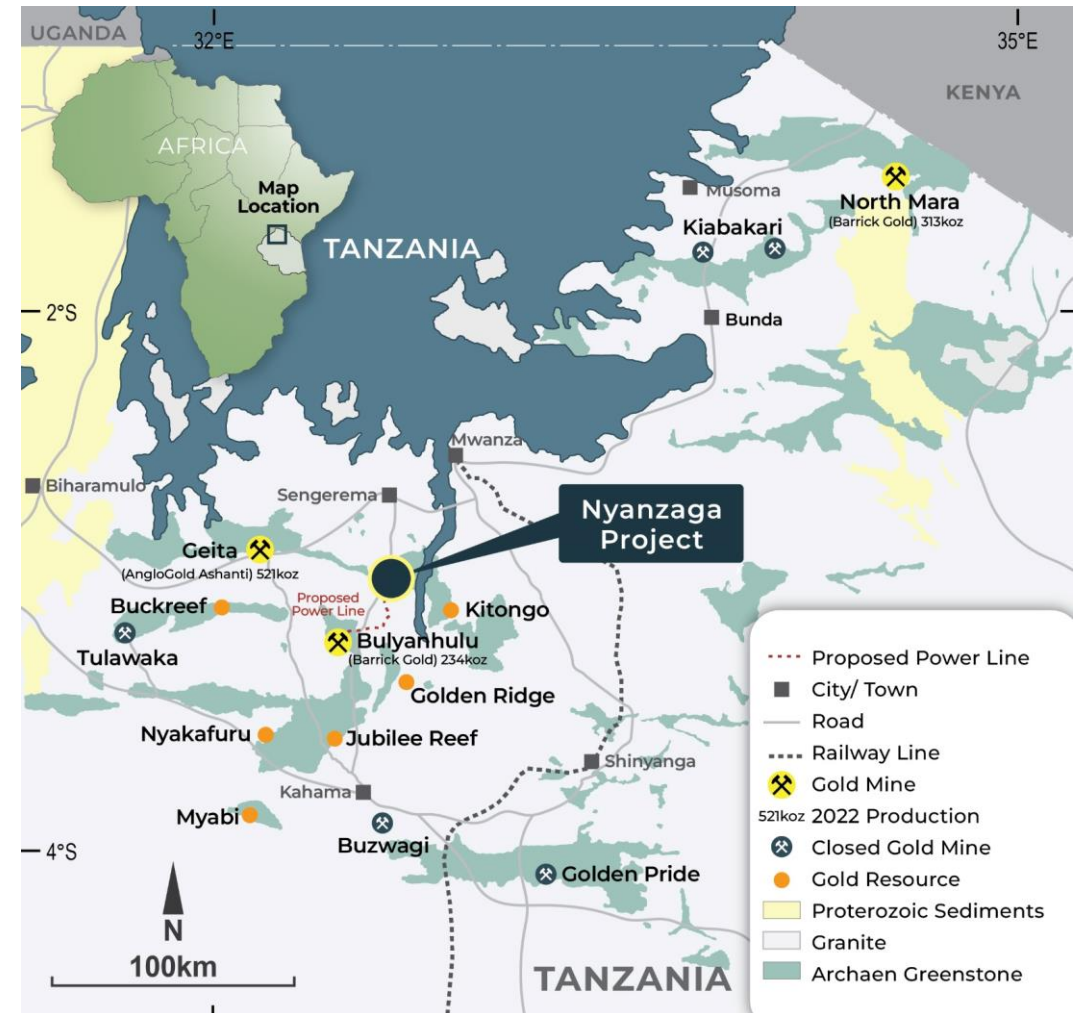 UGANDA
32°E
35°E
KENYA
AFRICA
Map
Location
TANZANIA
Musoma
North Mara
(Barrick Gold) 313koz
Kiabakari
2°S
Bunda
Mwanza
Biharamulo
Sengerema
Nyanzaga
Project
Geita
(AngloGold Ashanti) 521koz
Proposed
Power Line
Buckreef
Kitongo
Bulyanhulu
(Barrick Gold) 234koz
Tulawaka
Golden Ridge
Nyakafuru
Jubilee Reef
Shinyanga
Kahama
Myabi
Buzwagi
4°S
Golden Pride
N
100km
TANZANIA
Proposed Power Line
City/ Town
Road
Railway Line
Gold Mine
521koz 2022 Production
Closed Gold Mine
Gold Resource
Proterozoic Sediments
Granite
Archaen Greenstone